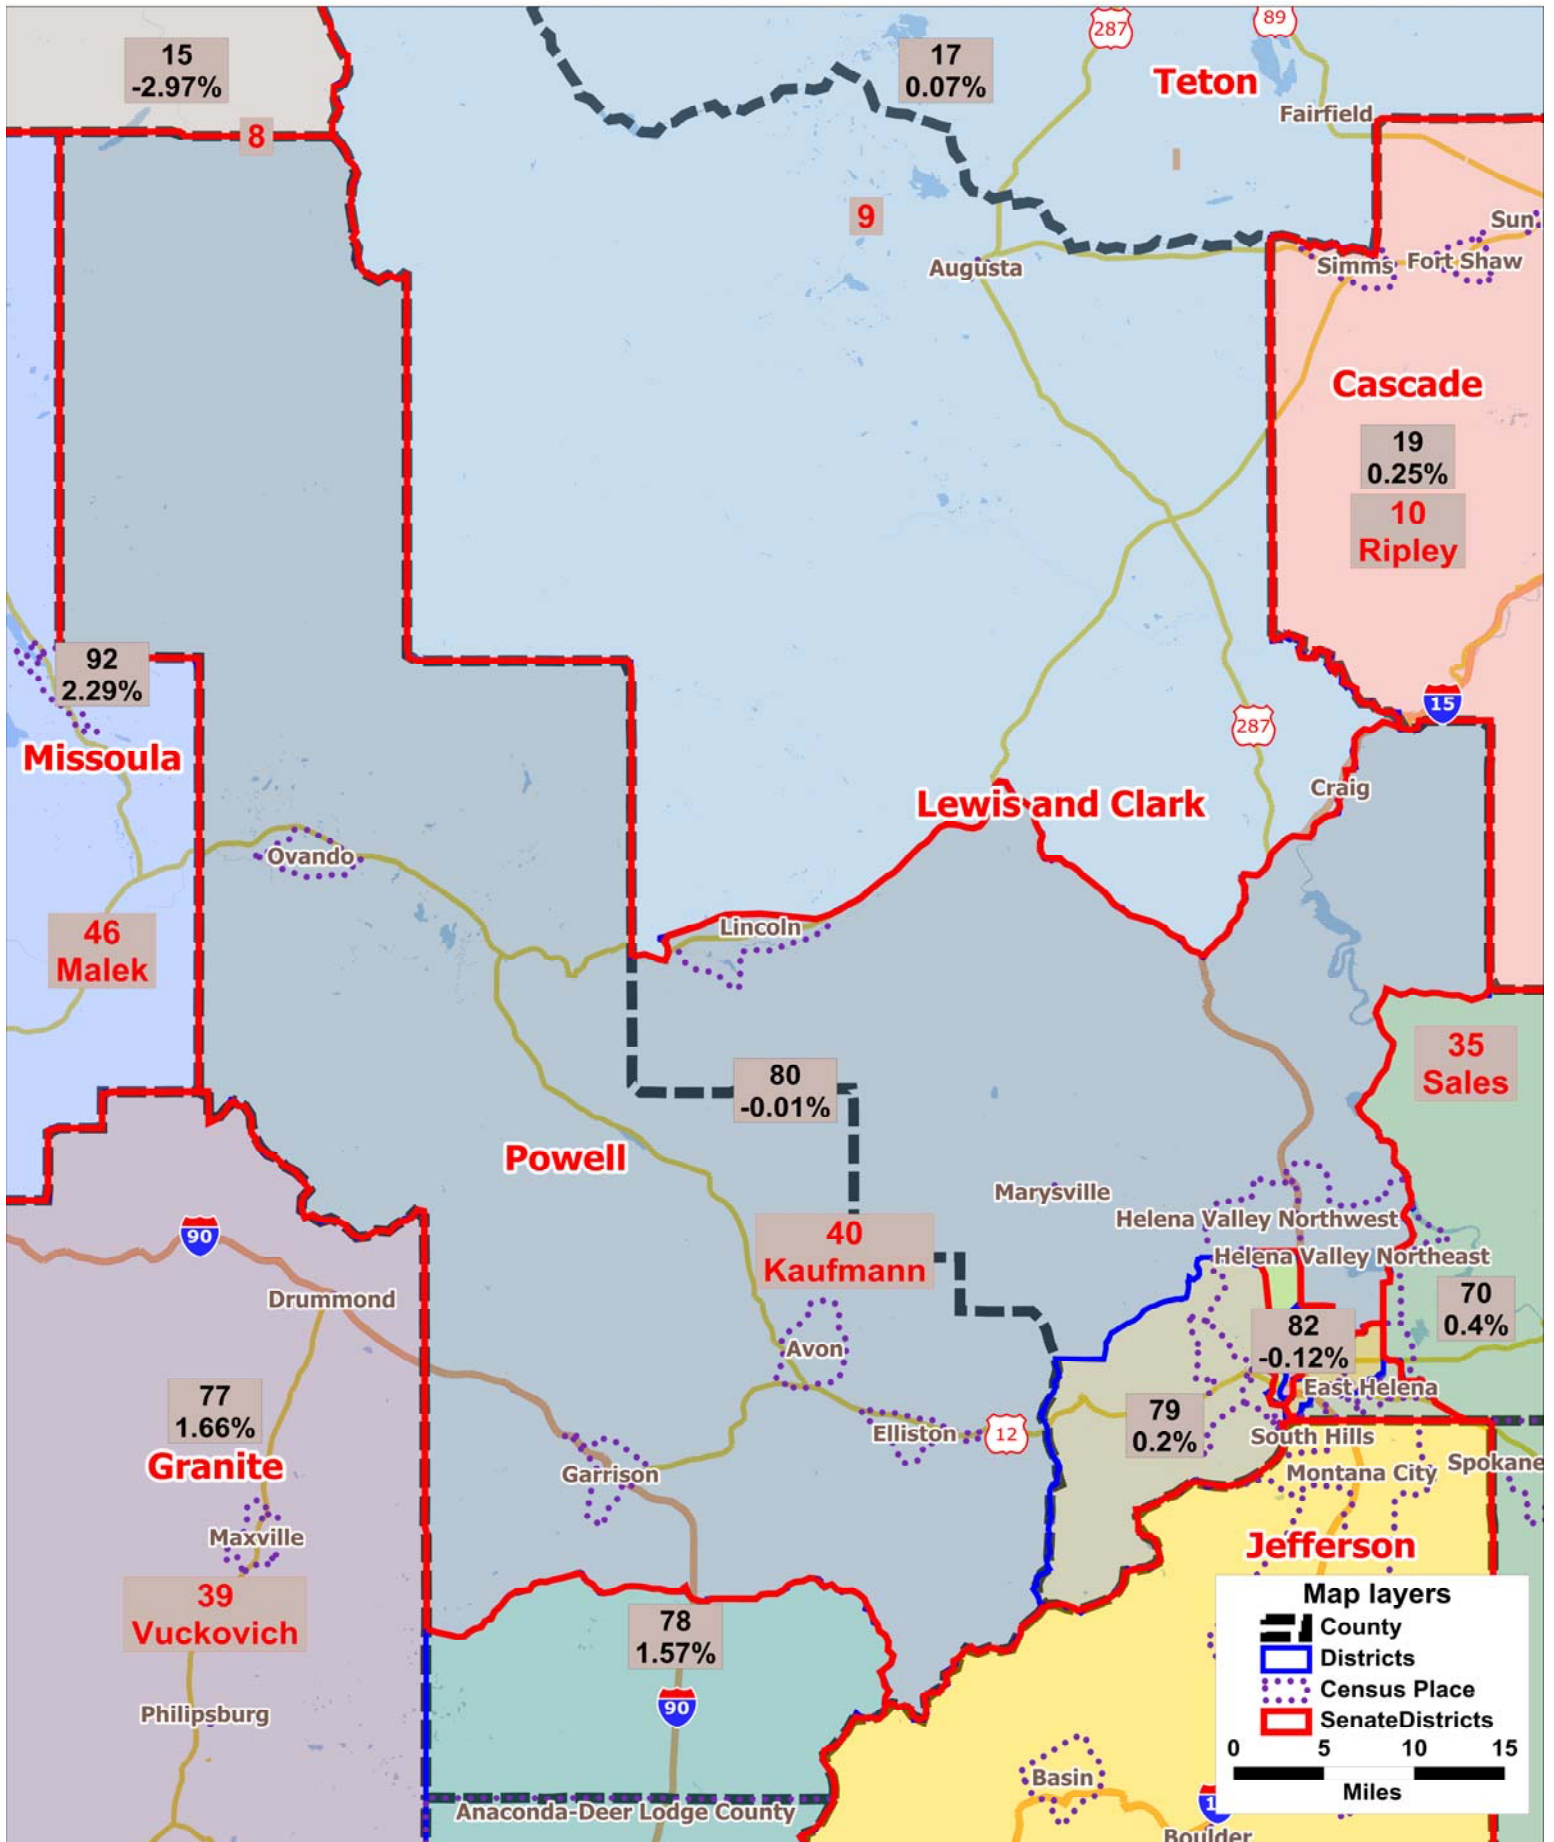 15
-2.97%
17
0.07%
287
89
Teton
Fairfield
8
9
Sun
Augusta
Simms
Fort Shaw
Cascade
19
0.25%
10
Ripley
92
2.29%
15
287
Missoula
Lewis and Clark
Craig
Ovando
Lincoln
46
Malek
35
Sales
80
-0.01%
Powell
Marysville
Helena Valley Northwest
90
40
Kaufmann
Helena Valley Northeast
Drummond
70
0.4%
82
-0.12%
Avon
East Helena
77
1.66%
79
0.2%
Elliston
12
South Hills
Granite
Garrison
Montana City
Spokane
Maxville
Jefferson
39
Vuckovich
78
1.57%
90
Philipsburg
Basin
Anaconda-Deer Lodge County
Boulder
Map layers
County
Districts
Census Place
SenateDistricts
0 5 10 15
Miles